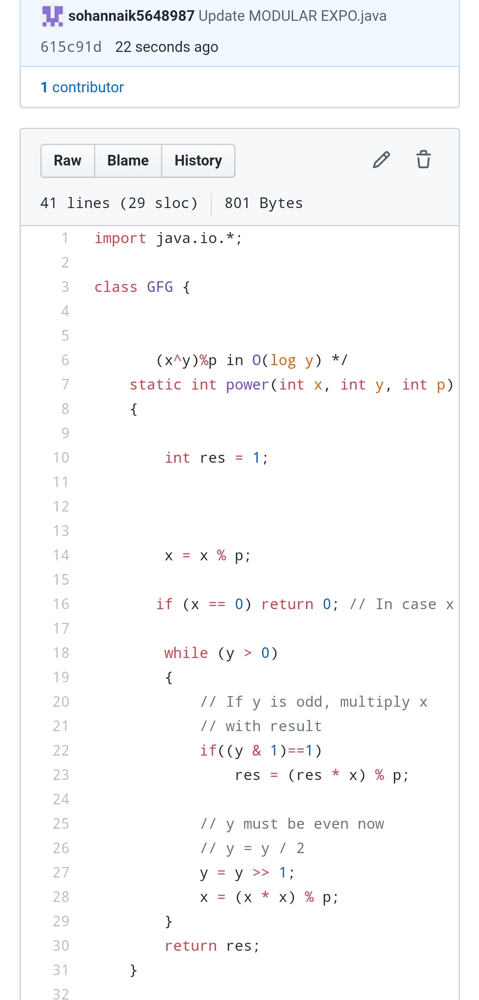 sohannaik5648987 Update MODULAR EXPO.java
615c91d 22 seconds ago
1 contributor
Raw Blame History
41 lines (29 sloc) 801 Bytes
1 import java.io.*;
2
3 class GFG {
4
5
6 (x^y)%p in O(log y) */
7 static int power(int x, int y, int p)
8 {
9
10 int res = 1;
11
12
13
14 x = x % p;
15
16 if (x == 0) return 0; // In case x
17
18 while (y > 0)
19 {
20 // If y is odd, multiply x
21 // with result
22 if((y & 1)==1)
23 res = (res * x) % p;
24
25 // y must be even now
26 // y = y / 2
27 y = y >> 1;
28 x = (x * x) % p;
29 }
30 return res;
31 }
32